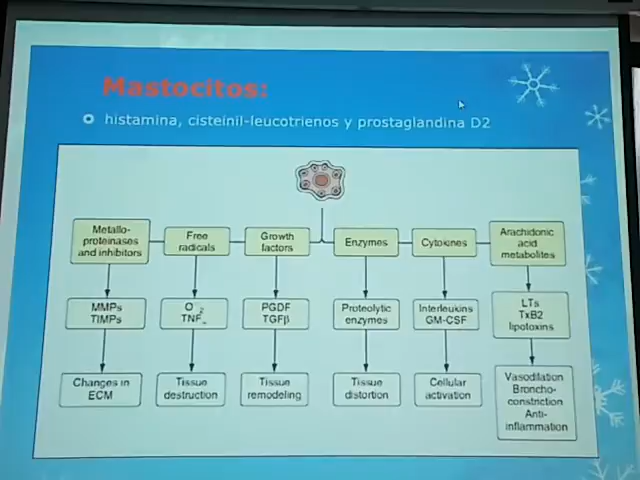 Mastocitos:
histamina, cisteínil-leucotrienos y prostaglandina D2
Metallo-
proteinases
and inhibitors
Free
radicals
Growth
factors
Enzymes
Cytokines
Arachidonic
acid
metabolites
MMPs
TIMPs
O⁻₂
TNF
PGDF
TGFβ
Proteolytic
enzymes
Interleukins
GM-CSF
LTs
TxB2
lipotoxins
Changes in
ECM
Tissue
destruction
Tissue
remodeling
Tissue
distortion
Cellular
activation
Vasodilation
Broncho-
constriction
Anti-
inflammation